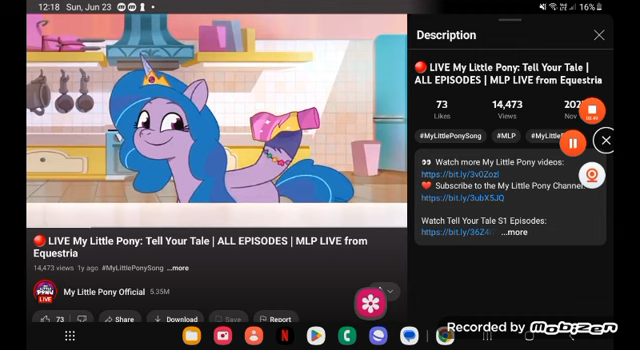 12:18 Sun, Jun 23
16%
Description
🔴 LIVE My Little Pony: Tell Your Tale |
ALL EPISODES | MLP LIVE from
Equestria
73 14,473 202
Likes Views Nov
#MyLittlePonySong #MLP
👀 Watch more My Little Pony videos:
https://bit.ly/3v0Zozl
❤️ Subscribe to the My Little Pony Channel
https://bit.ly/3ubX5JQ
Watch Tell Your Tale S1 Episodes:
...more
🔴 LIVE My Little Pony: Tell Your Tale | ALL EPISODES | MLP LIVE from
Equestria
14,473 views 1y ago #MyLittlePonySong ...more
LIVE
My Little Pony Official 5.35M
73 Share Download Save Report
Recorded by Mobizen